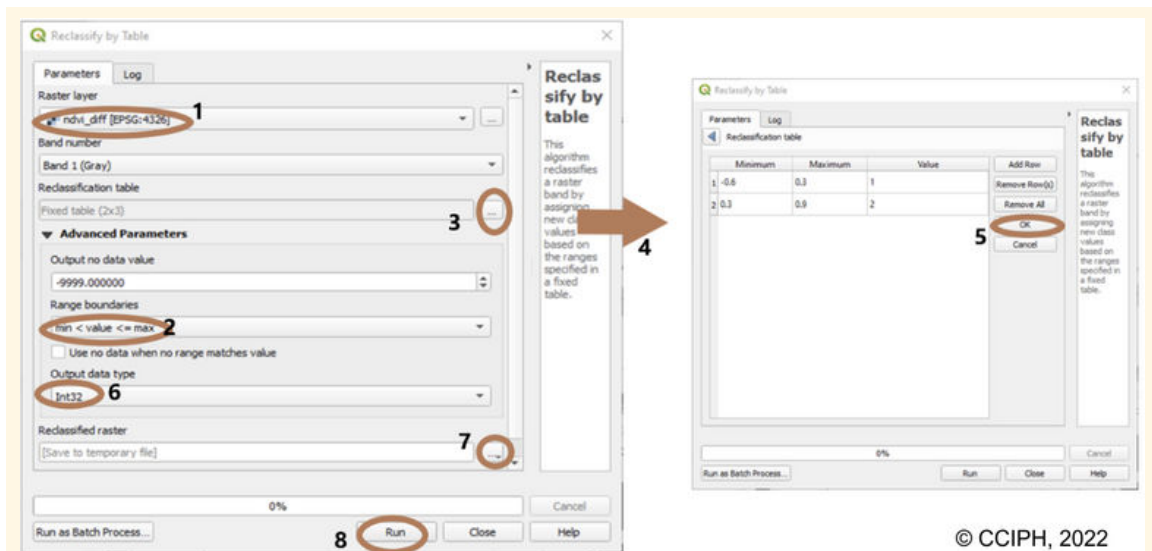 Reclassify by Table
Parameters
Log
Raster layer
ndvi_diff [EPSG:4326]
1
...
Band number
Band 1 (Gray)
Reclassification table
Fixed table (2x3)
3
...
Advanced Parameters
Output no data value
-9999.000000
Range boundaries
min < value <= max
2
Use no data when no range matches value
Output data type
Int32
6
Reclassified raster
[Save to temporary file]
7
...
0%
Cancel
Run as Batch Process...
8
Run
Close
Help
Reclas
sify by
table
This
algorithm
reclassifies
a raster
band by
assigning
new class
values
based on
the ranges
specified in
a fixed
table.
4
Reclassify by Table
Parameters
Log
Reclassification table
Minimum
Maximum
Value
1 -0.6 0.3 1
2 0.3 0.9 2
Add Row
Remove Row(s)
Remove All
5
OK
Cancel
Reclas
sify by
table
This
algorithm
reclassifies
a raster
band by
assigning
new class
values
based on
the ranges
specified in
a fixed
table.
0%
Cancel
Run as Batch Process...
Run
Close
Help
© CCIPH, 2022